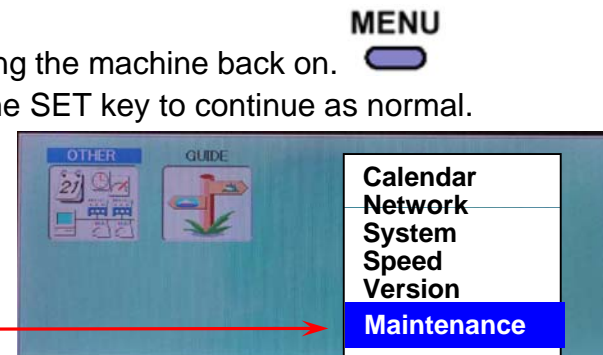 MENU
ng the machine back on.
ne SET key to continue as normal.
OTHER
GUIDE
21
Calendar
Network
System
Speed
Version
Maintenance